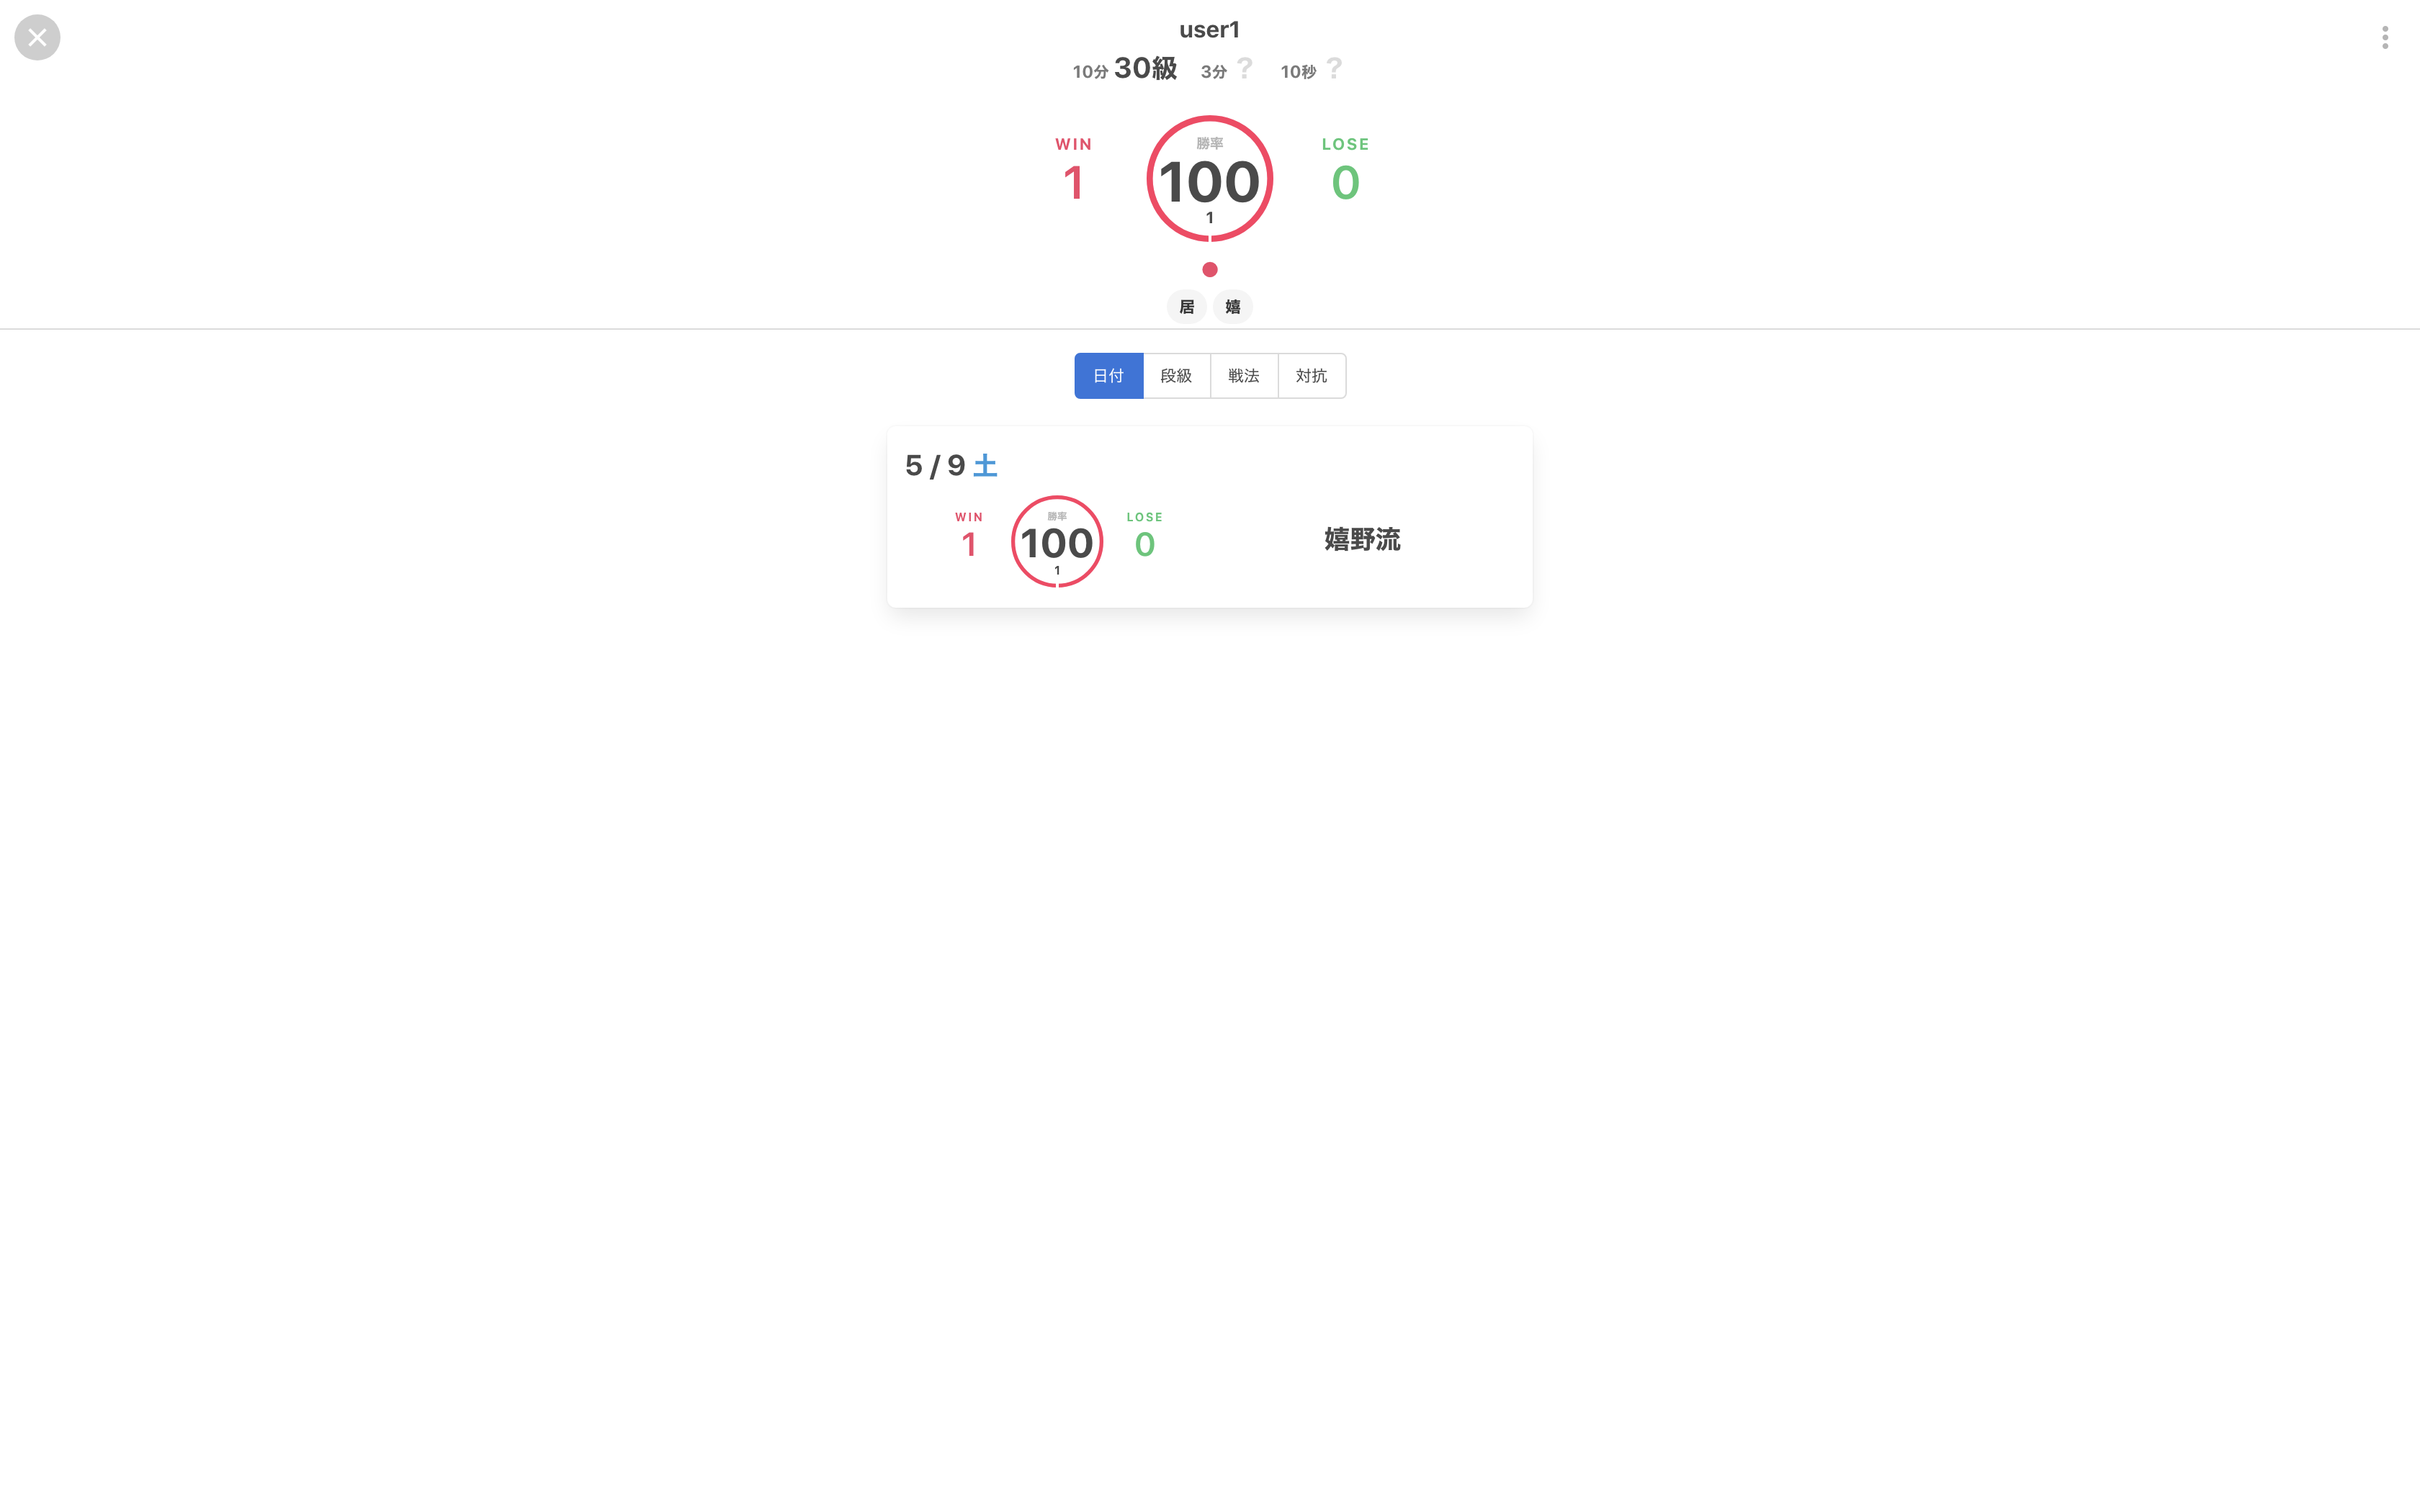 user1
10分 30級 3分 ? 10秒 ?
WIN 勝率 LOSE
1 100 0
1
居 嬉
日付 段級 戦法 対抗
5 / 9 土
WIN 勝率 LOSE
1 100 0 嬉野流
1